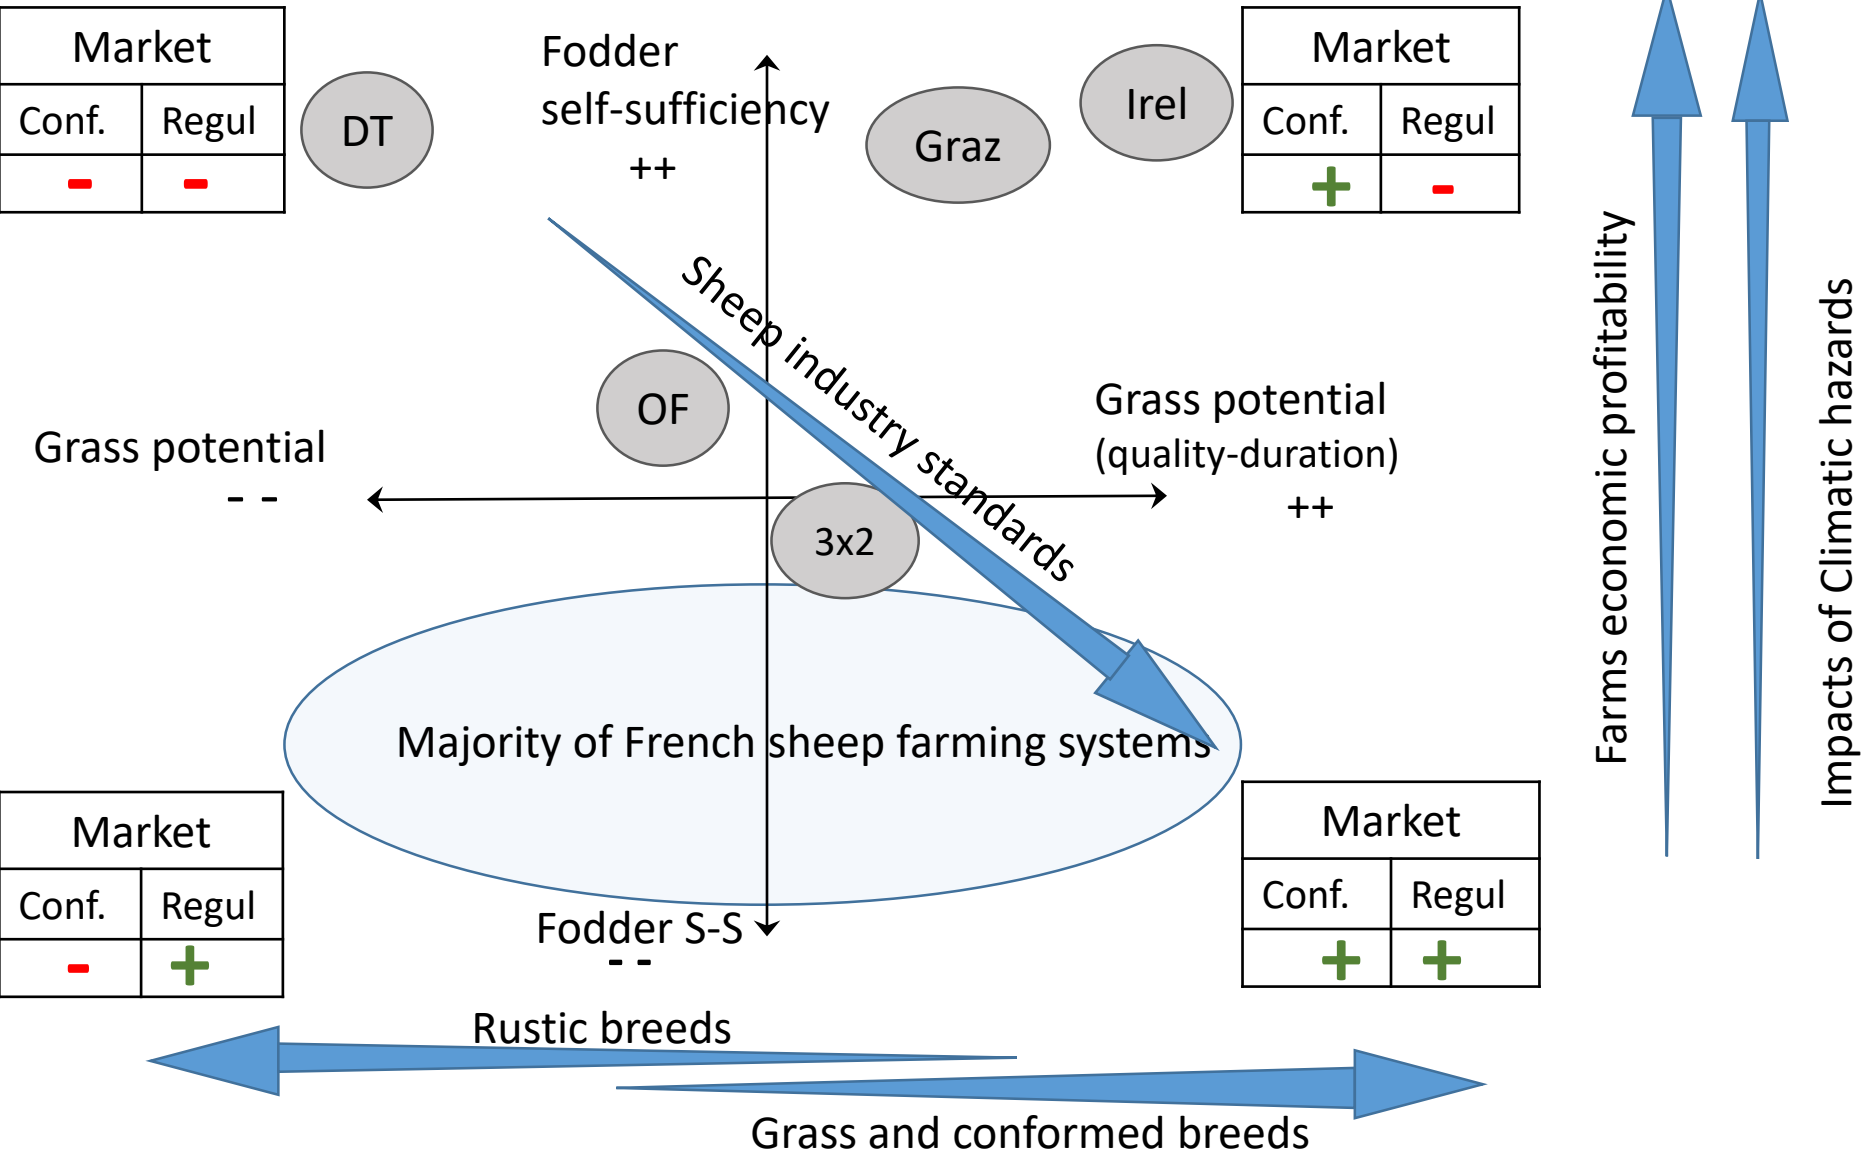 Market
Conf. Regul
- -
DT
Fodder
self-sufficiency
++
Graz
Irel
Market
Conf. Regul
+ -
Sheep industry standards
OF
Grass potential
- -
Grass potential
(quality-duration)
++
3x2
Farms economic profitability
Impacts of Climatic hazards
Majority of French sheep farming systems
Market
Conf. Regul
- +
Fodder S-S
- -
Market
Conf. Regul
+ +
Rustic breeds
Grass and conformed breeds